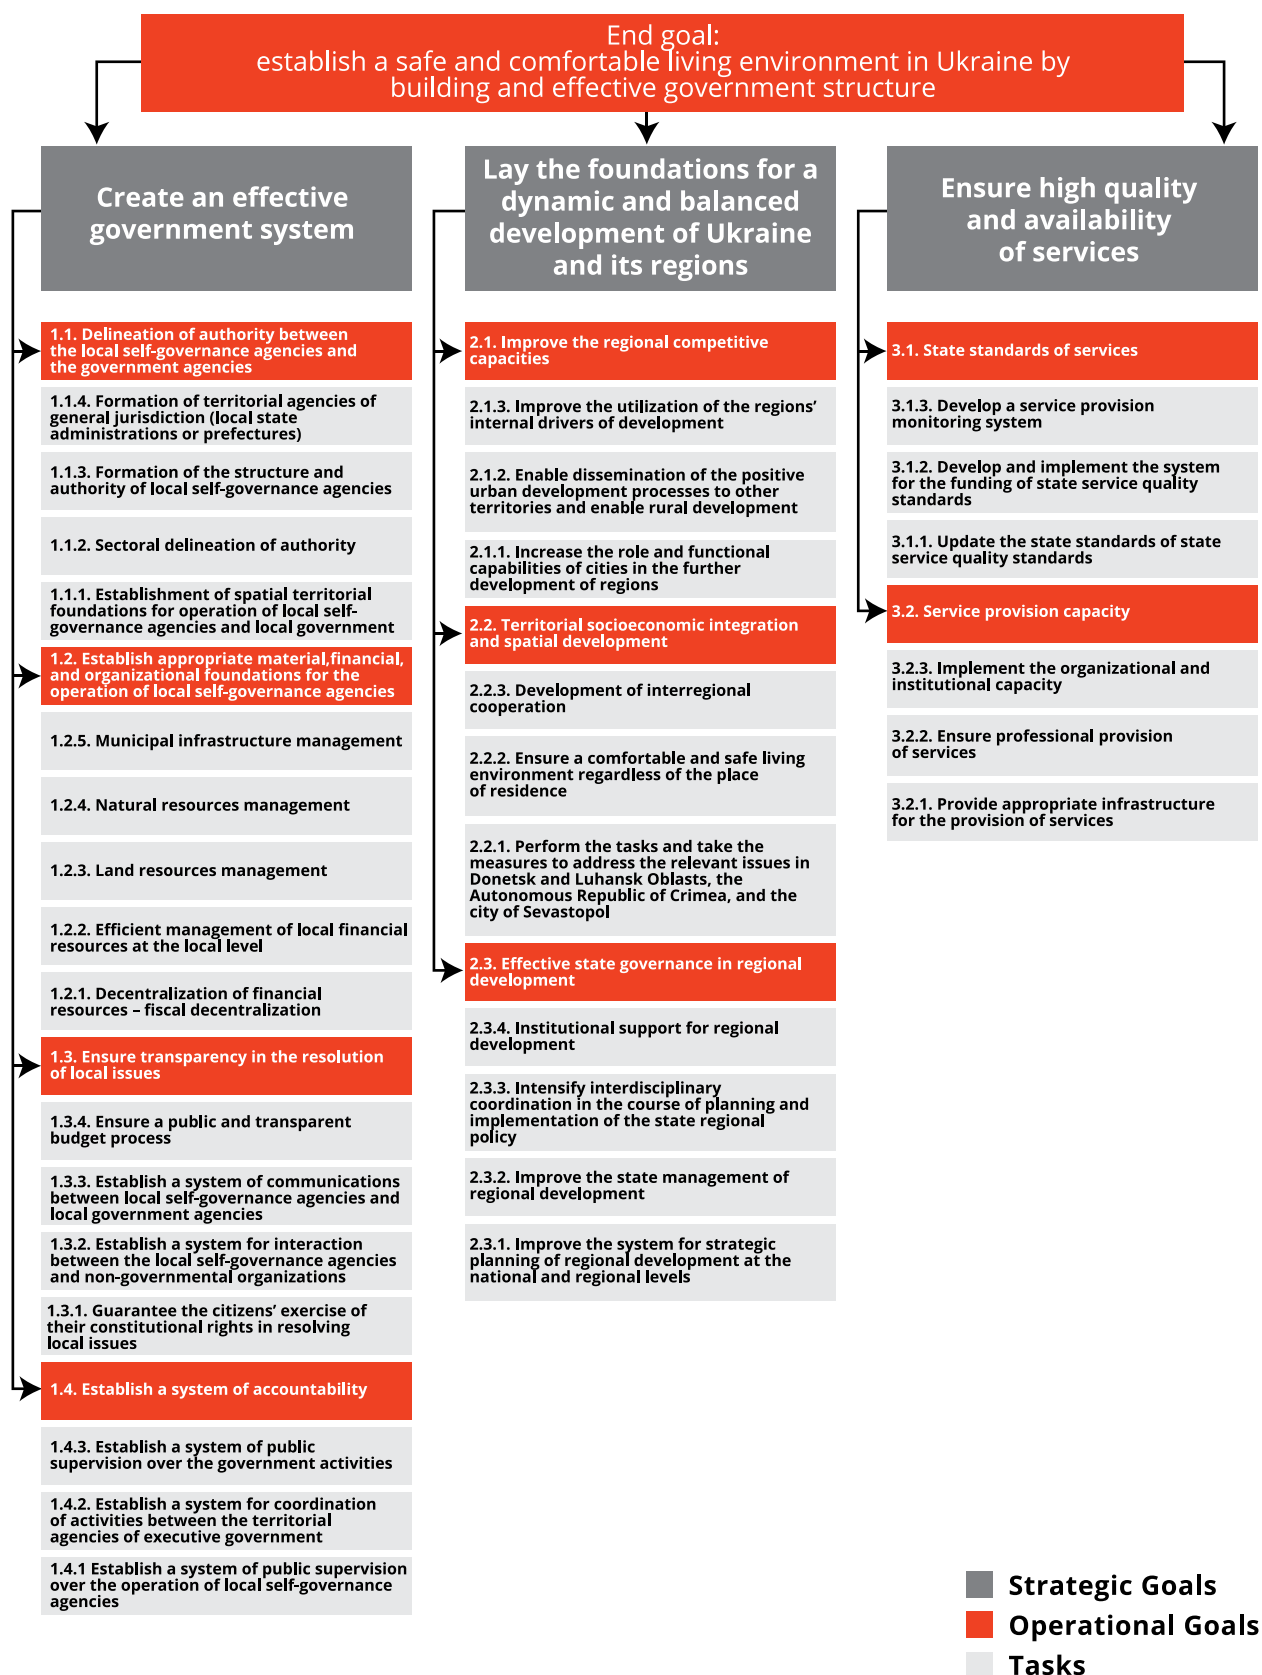 End goal:
establish a safe and comfortable living environment in Ukraine by
building and effective government structure
Create an effective
government system
1.1. Delineation of authority between
the local self-governance agencies and
the government agencies
1.1.4. Formation of territorial agencies of
general jurisdiction (local state
administrations or prefectures)
1.1.3. Formation of the structure and
authority of local self-governance agencies
1.1.2. Sectoral delineation of authority
1.1.1. Establishment of spatial territorial
foundations for operation of local self-
governance agencies and local government
1.2. Establish appropriate material,financial,
and organizational foundations for the
operation of local self-governance agencies
1.2.5. Municipal infrastructure management
1.2.4. Natural resources management
1.2.3. Land resources management
1.2.2. Efficient management of local financial
resources at the local level
1.2.1. Decentralization of financial
resources – fiscal decentralization
1.3. Ensure transparency in the resolution
of local issues
1.3.4. Ensure a public and transparent
budget process
1.3.3. Establish a system of communications
between local self-governance agencies and
local government agencies
1.3.2. Establish a system for interaction
between the local self-governance agencies
and non-governmental organizations
1.3.1. Guarantee the citizens’ exercise of
their constitutional rights in resolving
local issues
1.4. Establish a system of accountability
1.4.3. Establish a system of public
supervision over the government activities
1.4.2. Establish a system for coordination
of activities between the territorial
agencies of executive government
1.4.1 Establish a system of public supervision
over the operation of local self-governance
agencies
Lay the foundations for a
dynamic and balanced
development of Ukraine
and its regions
2.1. Improve the regional competitive
capacities
2.1.3. Improve the utilization of the regions’
internal drivers of development
2.1.2. Enable dissemination of the positive
urban development processes to other
territories and enable rural development
2.1.1. Increase the role and functional
capabilities of cities in the further
development of regions
2.2. Territorial socioeconomic integration
and spatial development
2.2.3. Development of interregional
cooperation
2.2.2. Ensure a comfortable and safe living
environment regardless of the place
of residence
2.2.1. Perform the tasks and take the
measures to address the relevant issues in
Donetsk and Luhansk Oblasts, the
Autonomous Republic of Crimea, and the
city of Sevastopol
2.3. Effective state governance in regional
development
2.3.4. Institutional support for regional
development
2.3.3. Intensify interdisciplinary
coordination in the course of planning and
implementation of the state regional
policy
2.3.2. Improve the state management of
regional development
2.3.1. Improve the system for strategic
planning of regional development at the
national and regional levels
Ensure high quality
and availability
of services
3.1. State standards of services
3.1.3. Develop a service provision
monitoring system
3.1.2. Develop and implement the system
for the funding of state service quality
standards
3.1.1. Update the state standards of state
service quality standards
3.2. Service provision capacity
3.2.3. Implement the organizational and
institutional capacity
3.2.2. Ensure professional provision
of services
3.2.1. Provide appropriate infrastructure
for the provision of services
Strategic Goals
Operational Goals
Tasks